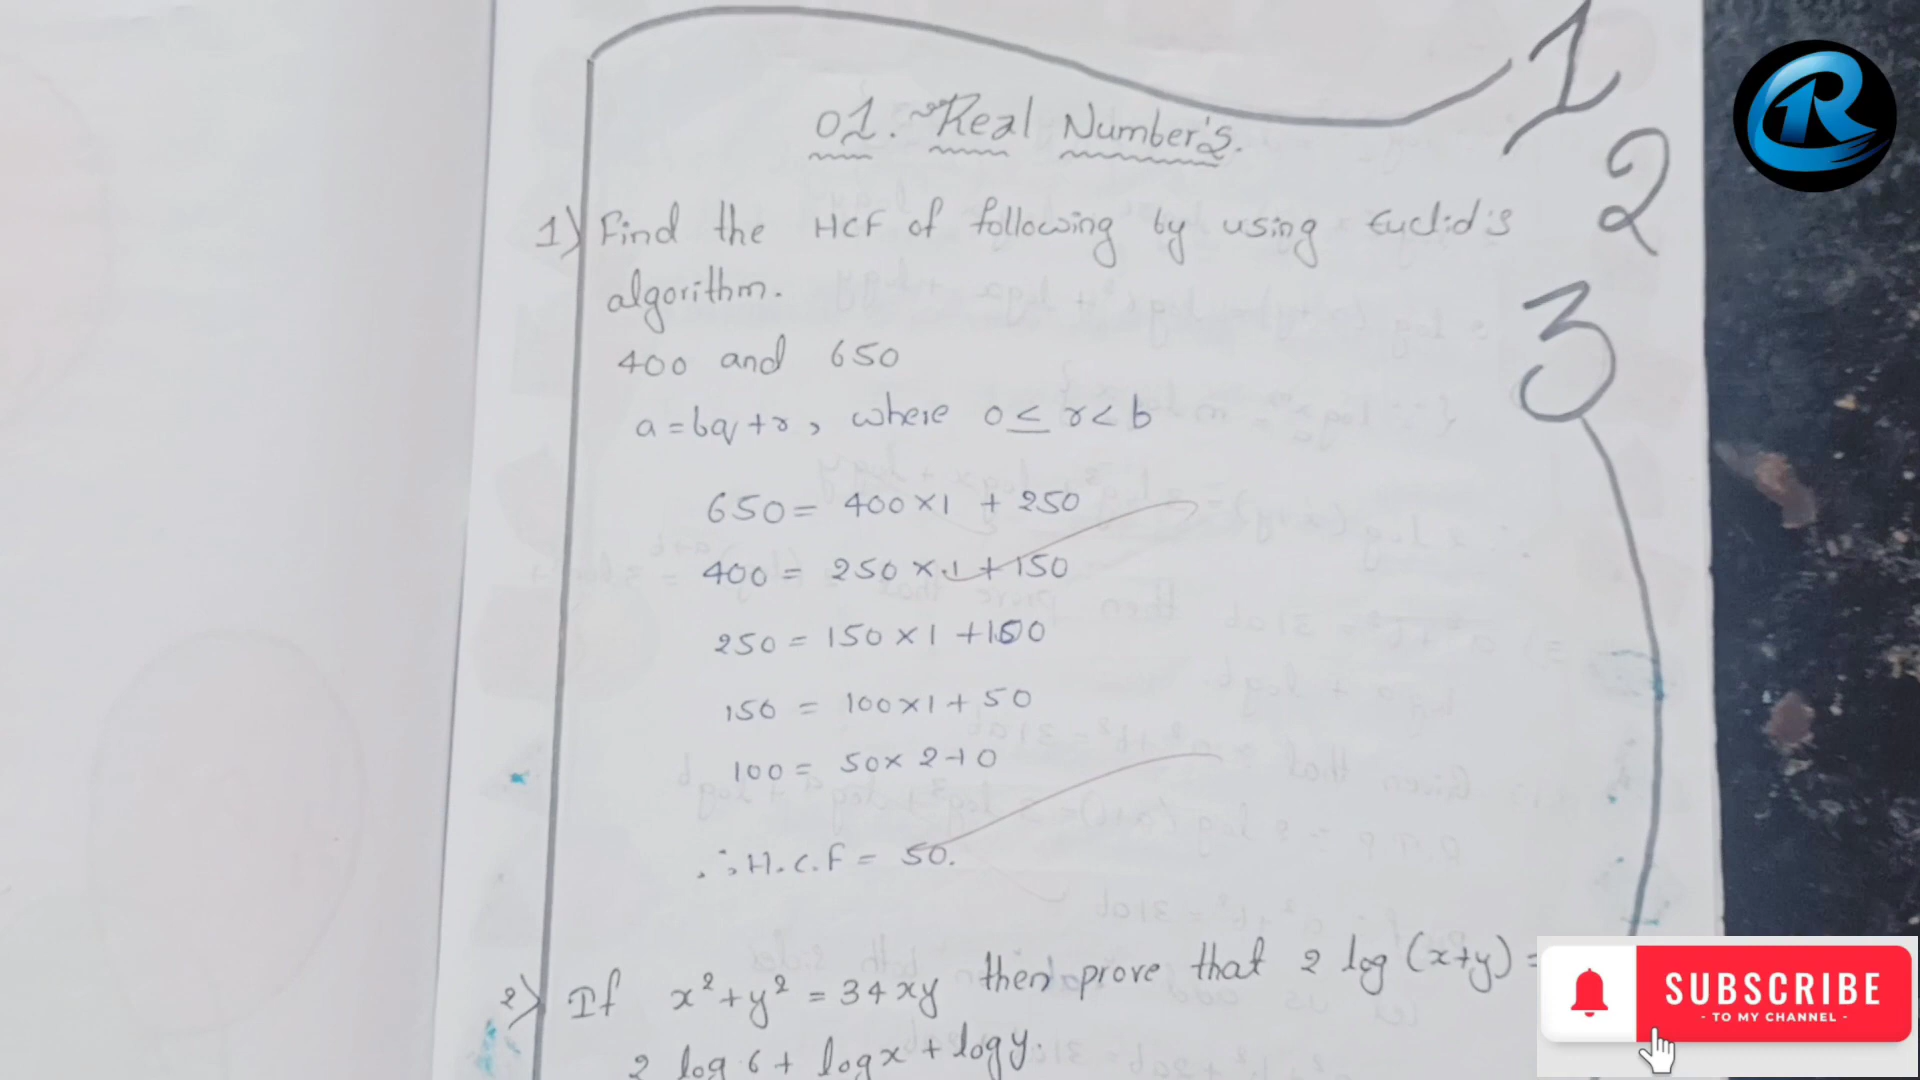 1
2
3
01. Real Number's.
1) Find the HCF of following by using Euclid's
algorithm.
400 and 650
a = bq + r, where 0 ≤ r < b
650 = 400 × 1 + 250
400 = 250 × 1 + 150
250 = 150 × 1 + 100
150 = 100 × 1 + 50
100 = 50 × 2 + 0
∴ H.C.F = 50.
2) If x² + y² = 34xy then prove that 2 log (x+y) =
2 log 6 + log x + log y.
R
SUBSCRIBE
- TO MY CHANNEL -